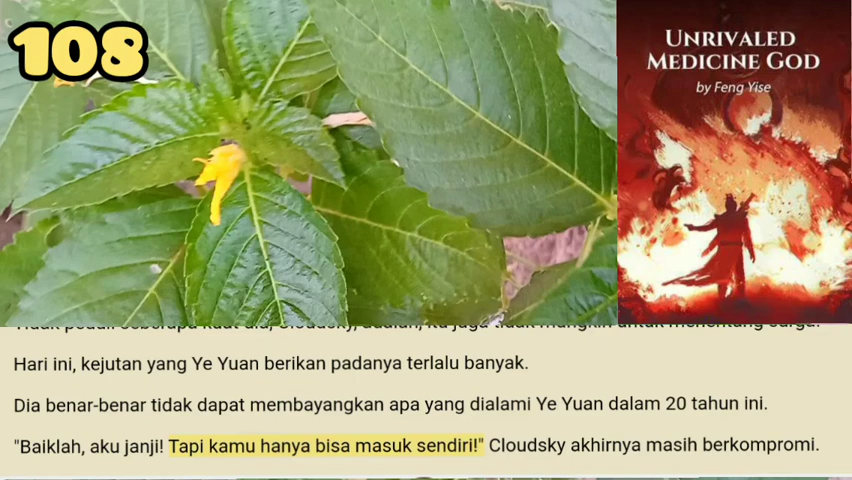 108
UNRIVALED
MEDICINE GOD
by Feng Yise
Hari ini, kejutan yang Ye Yuan berikan padanya terlalu banyak.
Dia benar-benar tidak dapat membayangkan apa yang dialami Ye Yuan dalam 20 tahun ini.
"Baiklah, aku janji! Tapi kamu hanya bisa masuk sendiri!" Cloudsky akhirnya masih berkompromi.